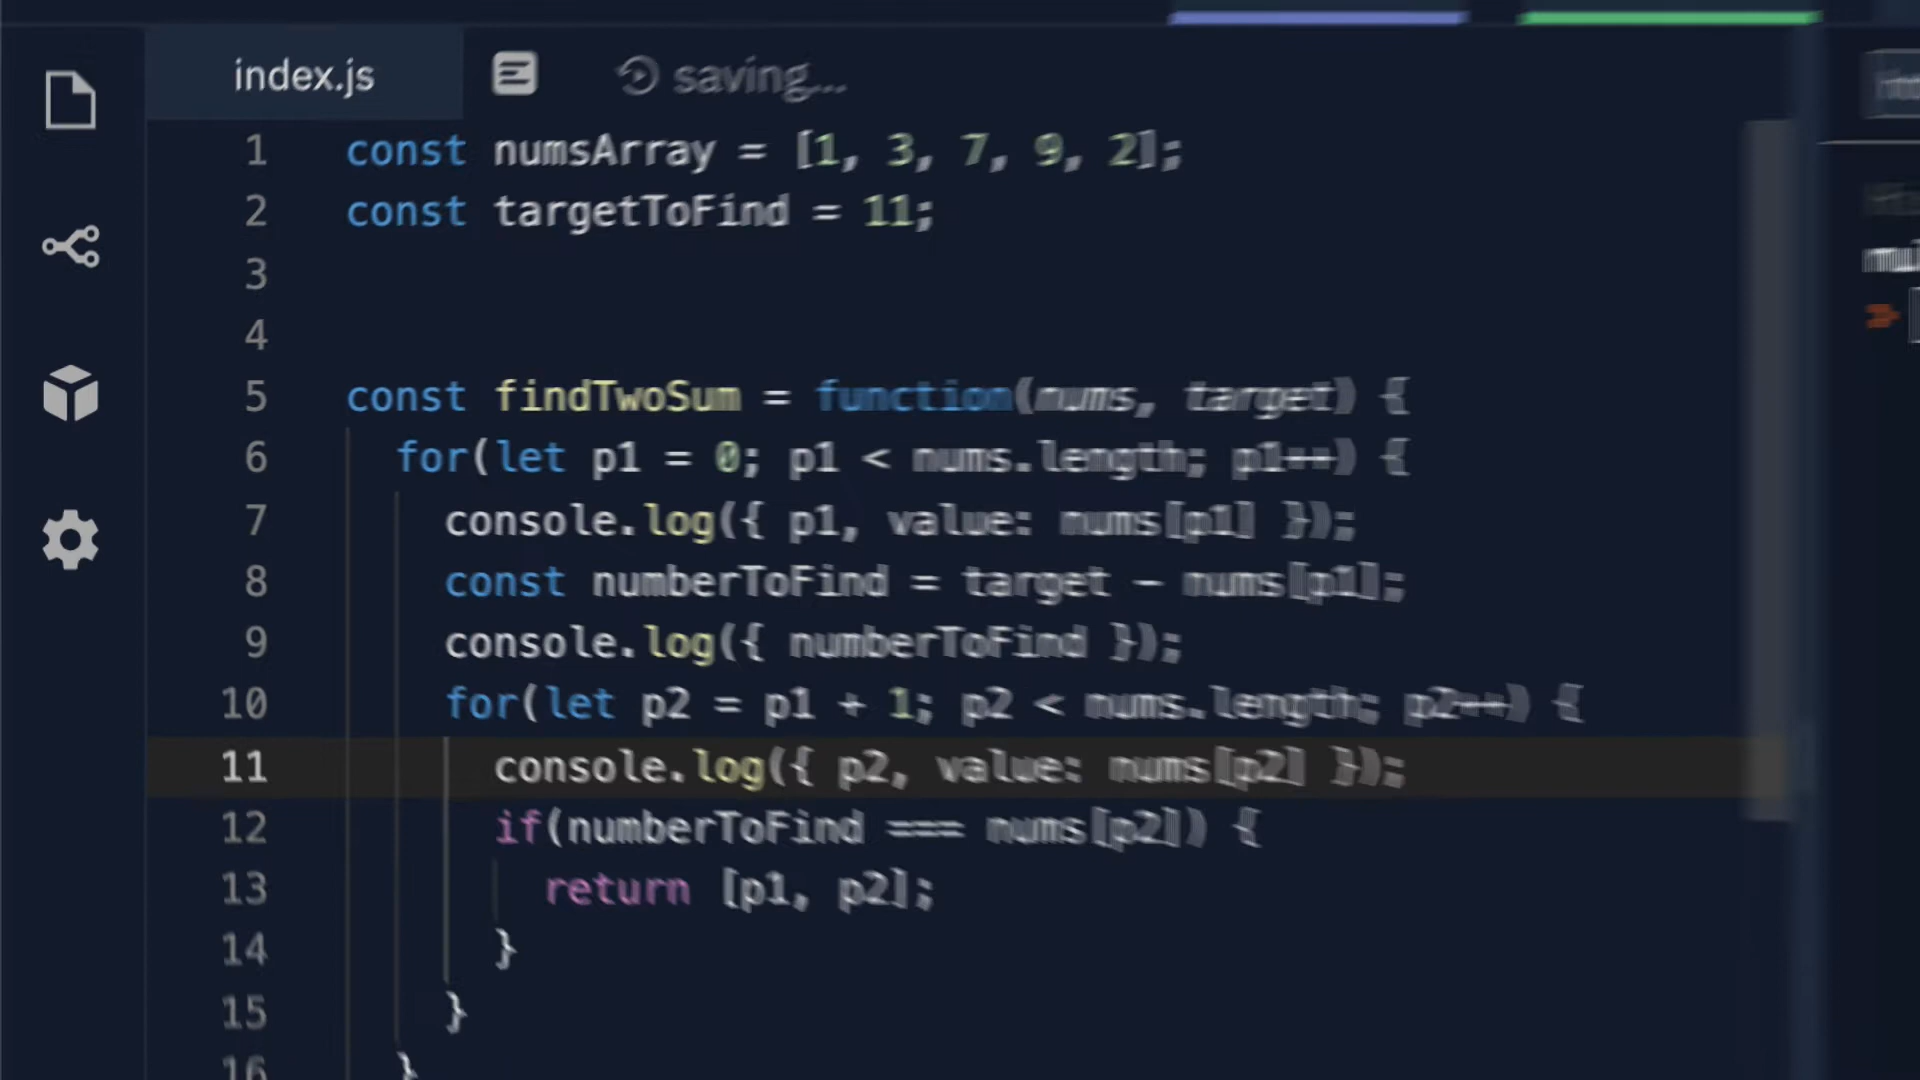 index.js saving...
1 const numsArray = [1, 3, 7, 9, 2];
2 const targetToFind = 11;
3
4
5 const findTwoSum = function(nums, target) {
6 for(let p1 = 0; p1 < nums.length; p1++) {
7 console.log({ p1, value: nums[p1] });
8 const numberToFind = target - nums[p1];
9 console.log({ numberToFind });
10 for(let p2 = p1 + 1; p2 < nums.length; p2++) {
11 console.log({ p2, value: nums[p2] });
12 if(numberToFind === nums[p2]) {
13 return [p1, p2];
14 }
15 }
16 }